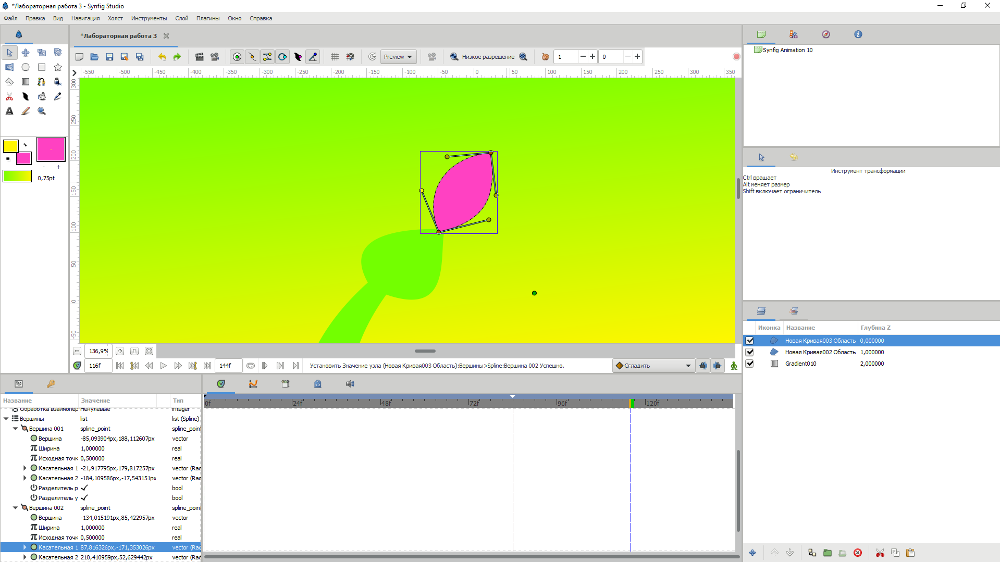 *Лабораторная работа 3 - Synfig Studio
Файл Правка Вид Навигация Холст Инструменты Слой Плагины Окно Справка
*Лабораторная работа 3
Preview Низкое разрешение 1 0
-550 -500 -450 -400 -350 -300 -250 -200 -150 -100 -50 0 50 100 150 200 250 300 350
300
250
200
150
100
50
0
-50
- +
0,75pt
136,9%
116f 144f Установить Значение узла (Новая Кривая003 Область):Вершины>Spline:Вершина 002 Успешно. Сгладить
Synfig Animation 10
Инструмент трансформации
Ctrl вращает
Alt меняет размер
Shift включает ограничитель
Иконка Название Глубина Z
Новая Кривая003 Область 0,000000
Новая Кривая002 Область 1,000000
Gradient010 2,000000
Название Значение Тип
Обработка взаимопер Ненулевые integer
Вершины list list (Spline)
Вершина 001 spline_point spline_poin
Вершина -85,093904px,188,112607px vector
Ширина 1,000000 real
Исходная точк 0,500000 real
Касательная 1 -21,917795px,179,817257px vector (Rad
Касательная 2 -184,109586px,-17,543151px vector (Rad
Разделитель р bool
Разделитель у bool
Вершина 002 spline_point spline_poin
Вершина -134,015191px,85,422957px vector
Ширина 1,000000 real
Исходная точк 0,500000 real
Касательная 1 87,816326px,-171,353026px vector (Rad
Касательная 2 210,410959px,52,629442px vector (Rad
0f 24f 48f 72f 96f 120f